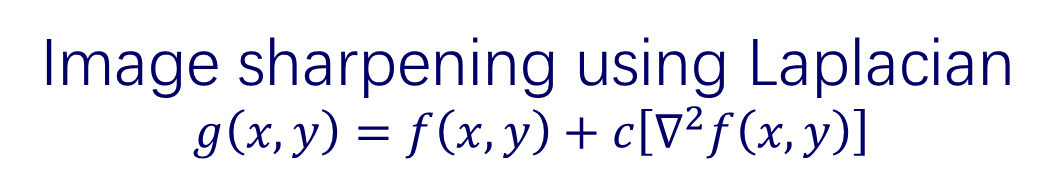 Image sharpening using Laplacian
𝑔(𝑥, 𝑦) = 𝑓(𝑥, 𝑦) + 𝑐[∇²𝑓(𝑥, 𝑦)]